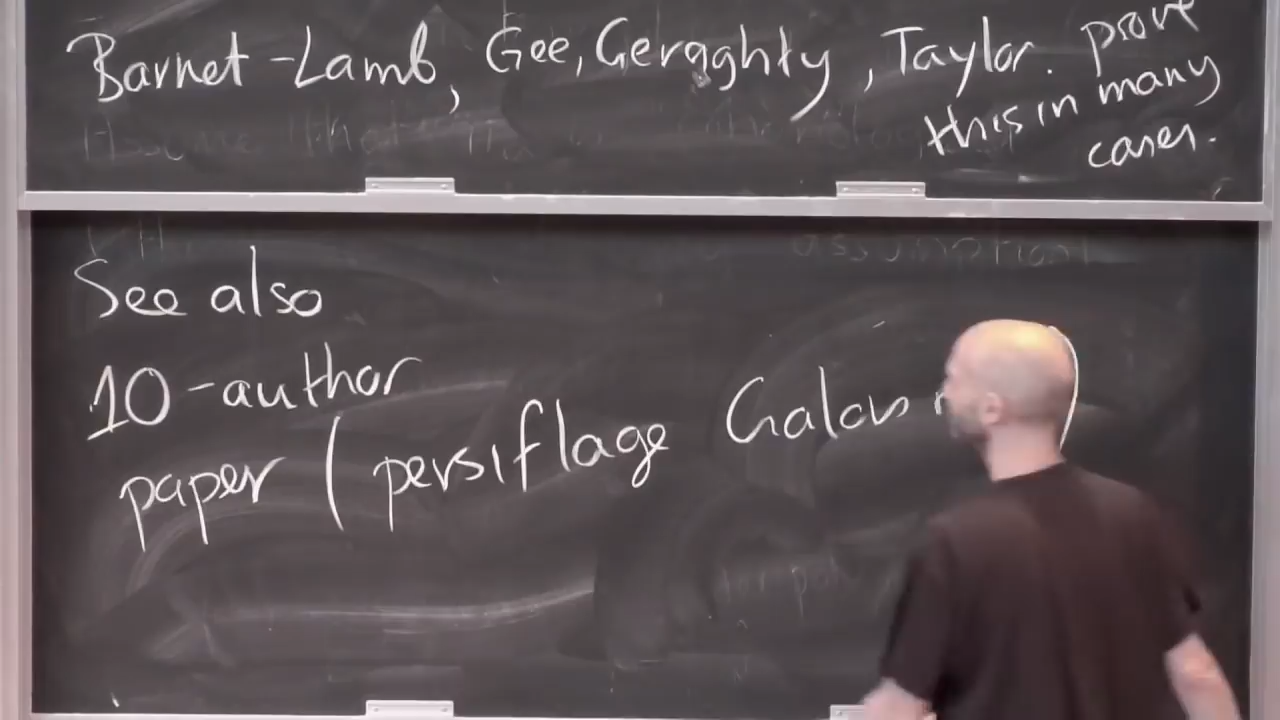 Barnet-Lamb, Gee, Geraghty, Taylor. prove
this in many
cases.
See also
10-author
paper (persiflage Galois )